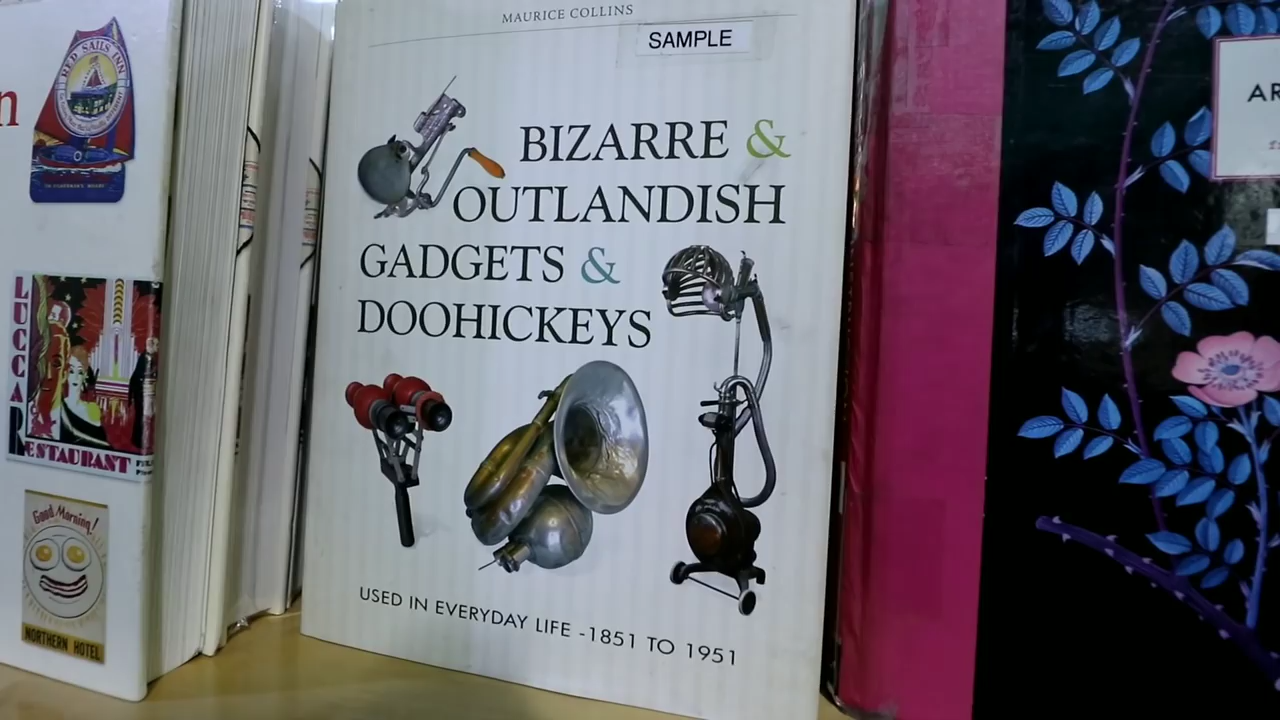 n
RED SAILS INN
LUCCA
RESTAURANT
Good Morning!
NORTHERN HOTEL
MAURICE COLLINS
SAMPLE
BIZARRE &
OUTLANDISH
GADGETS &
DOOHICKEYS
USED IN EVERYDAY LIFE -1851 TO 1951
AR